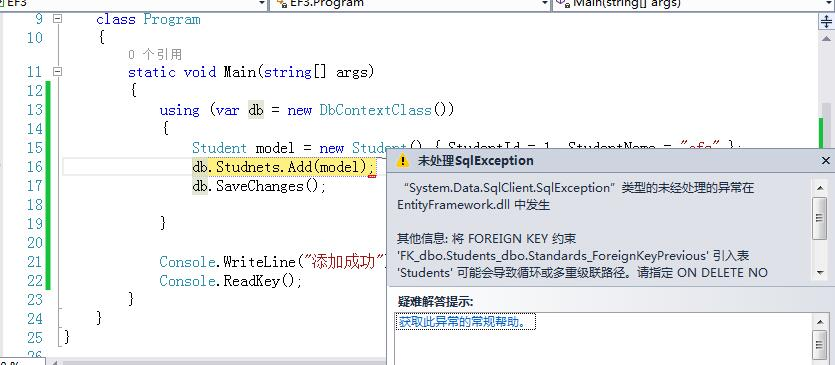 EF3
EF3.Program
Main(string[] args)
9 class Program
10 {
0 个引用
11 static void Main(string[] args)
12 {
13 using (var db = new DbContextClass())
14 {
15 Student model = new Student() { StudentId = 1, StudentName = "efs" };
16 db.Studnets.Add(model);
17 db.SaveChanges();
18
19 }
20
21 Console.WriteLine("添加成功"
22 Console.ReadKey();
23 }
24 }
25 }
26
未处理SqlException
“System.Data.SqlClient.SqlException”类型的未经处理的异常在
EntityFramework.dll 中发生
其他信息: 将 FOREIGN KEY 约束
'FK_dbo.Students_dbo.Standards_ForeignKeyPrevious' 引入表
'Students' 可能会导致循环或多重级联路径。请指定 ON DELETE NO
疑难解答提示:
获取此异常的常规帮助。